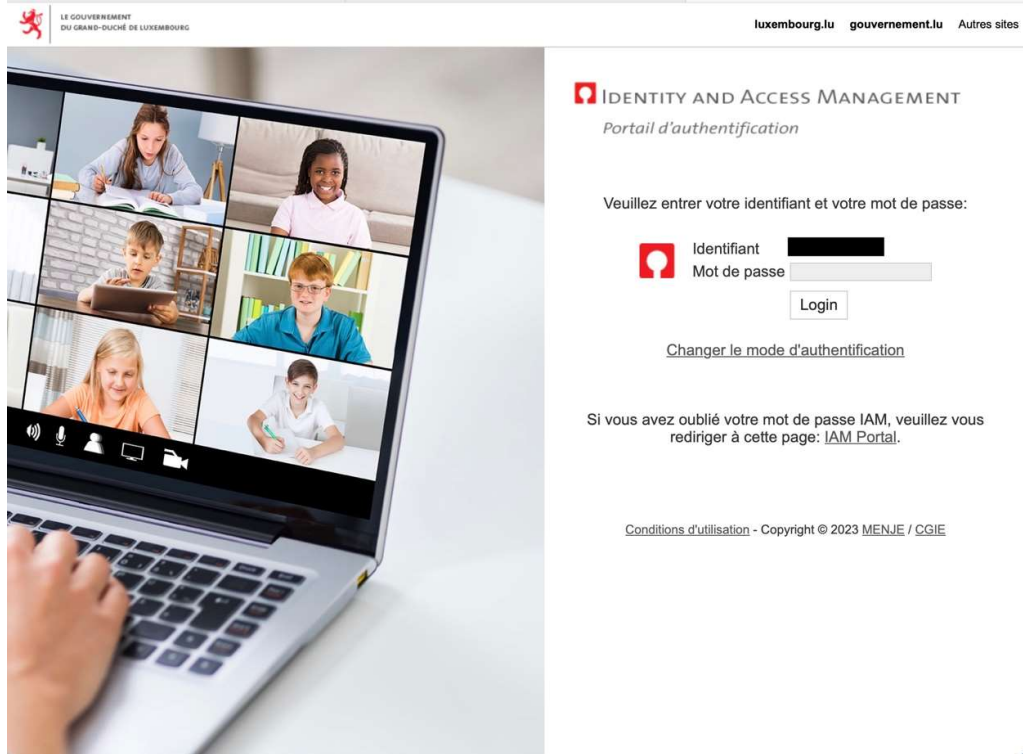 LE GOUVERNEMENT
DU GRAND-DUCHÉ DE LUXEMBOURG
luxembourg.lu gouvernement.lu Autres sites
IDENTITY AND ACCESS MANAGEMENT
Portail d'authentification
Veuillez entrer votre identifiant et votre mot de passe:
Identifiant
Mot de passe
Login
Changer le mode d'authentification
Si vous avez oublié votre mot de passe IAM, veuillez vous
rediriger à cette page: IAM Portal.
Conditions d'utilisation - Copyright © 2023 MENJE / CGIE